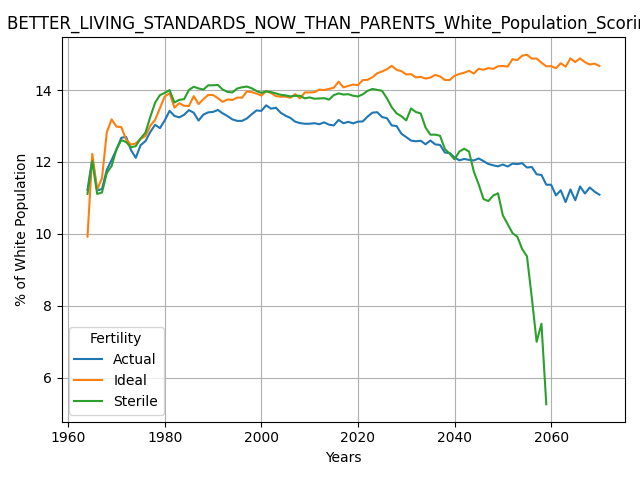 BETTER_LIVING_STANDARDS_NOW_THAN_PARENTS_White_Population_Scorin
% of White Population
14
12
10
8
6
Fertility
Actual
Ideal
Sterile
1960 1980 2000 2020 2040 2060
Years